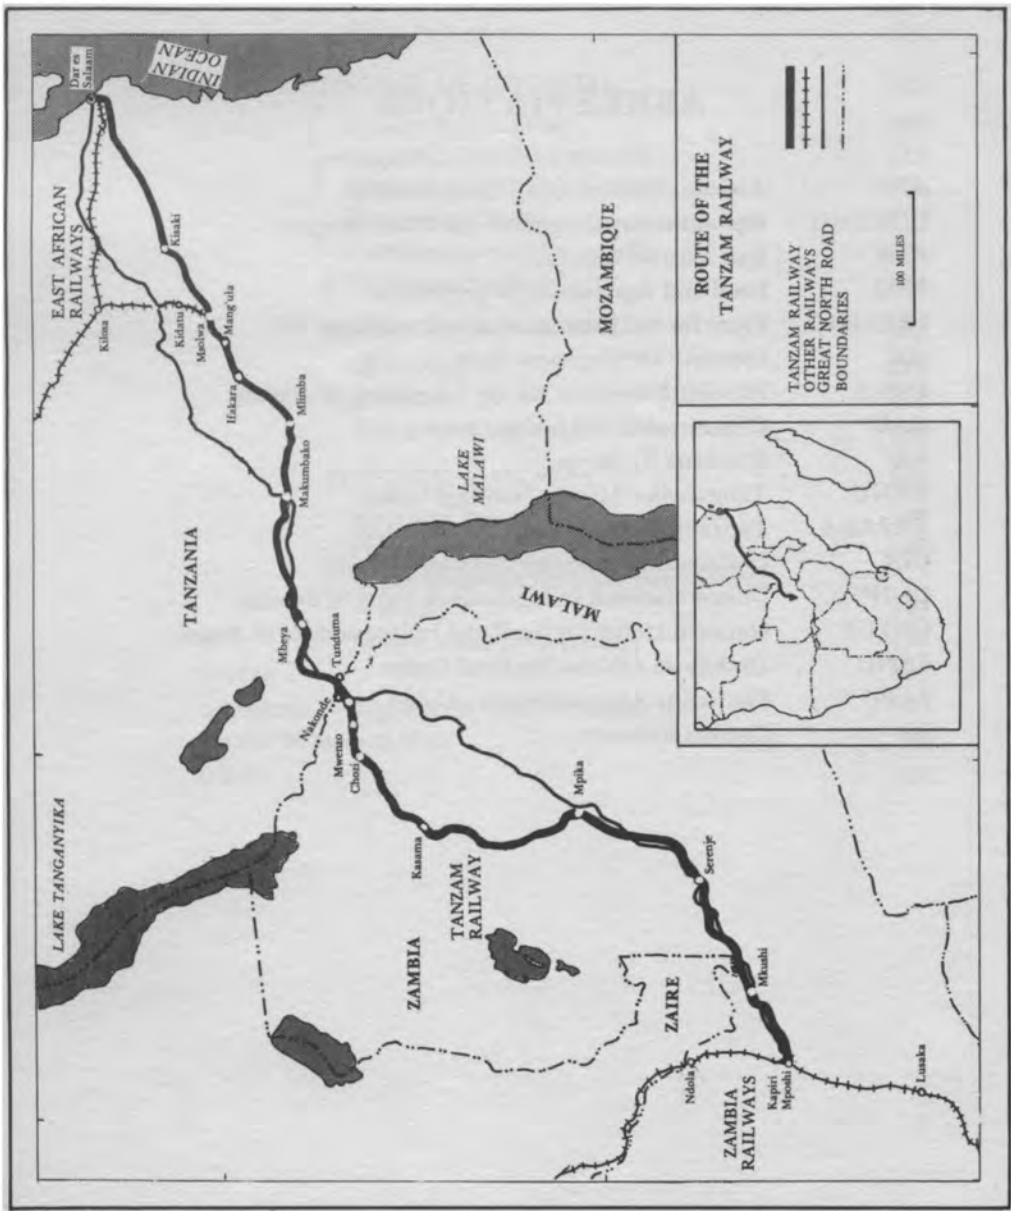 LAKE TANGANYIKA
TANZANIA
EAST AFRICAN
RAILWAYS
Dar es
Salaam
INDIAN
OCEAN
Kilosa
Kidatu
Msolwa
Mang'ula
Kisaki
Ifakara
Mlimba
Makumbako
Mbeya
Tunduma
Nakonde
Mwenzo
Chozi
Kasama
TANZAM
RAILWAY
ZAMBIA
Mpika
LAKE
MALAWI
MALAWI
MOZAMBIQUE
Serenje
ZAIRE
Mkushi
Ndola
Kapiri
Mposhi
ZAMBIA
RAILWAYS
Lusaka
ROUTE OF THE
TANZAM RAILWAY
TANZAM RAILWAY
OTHER RAILWAYS
GREAT NORTH ROAD
BOUNDARIES
100 MILES